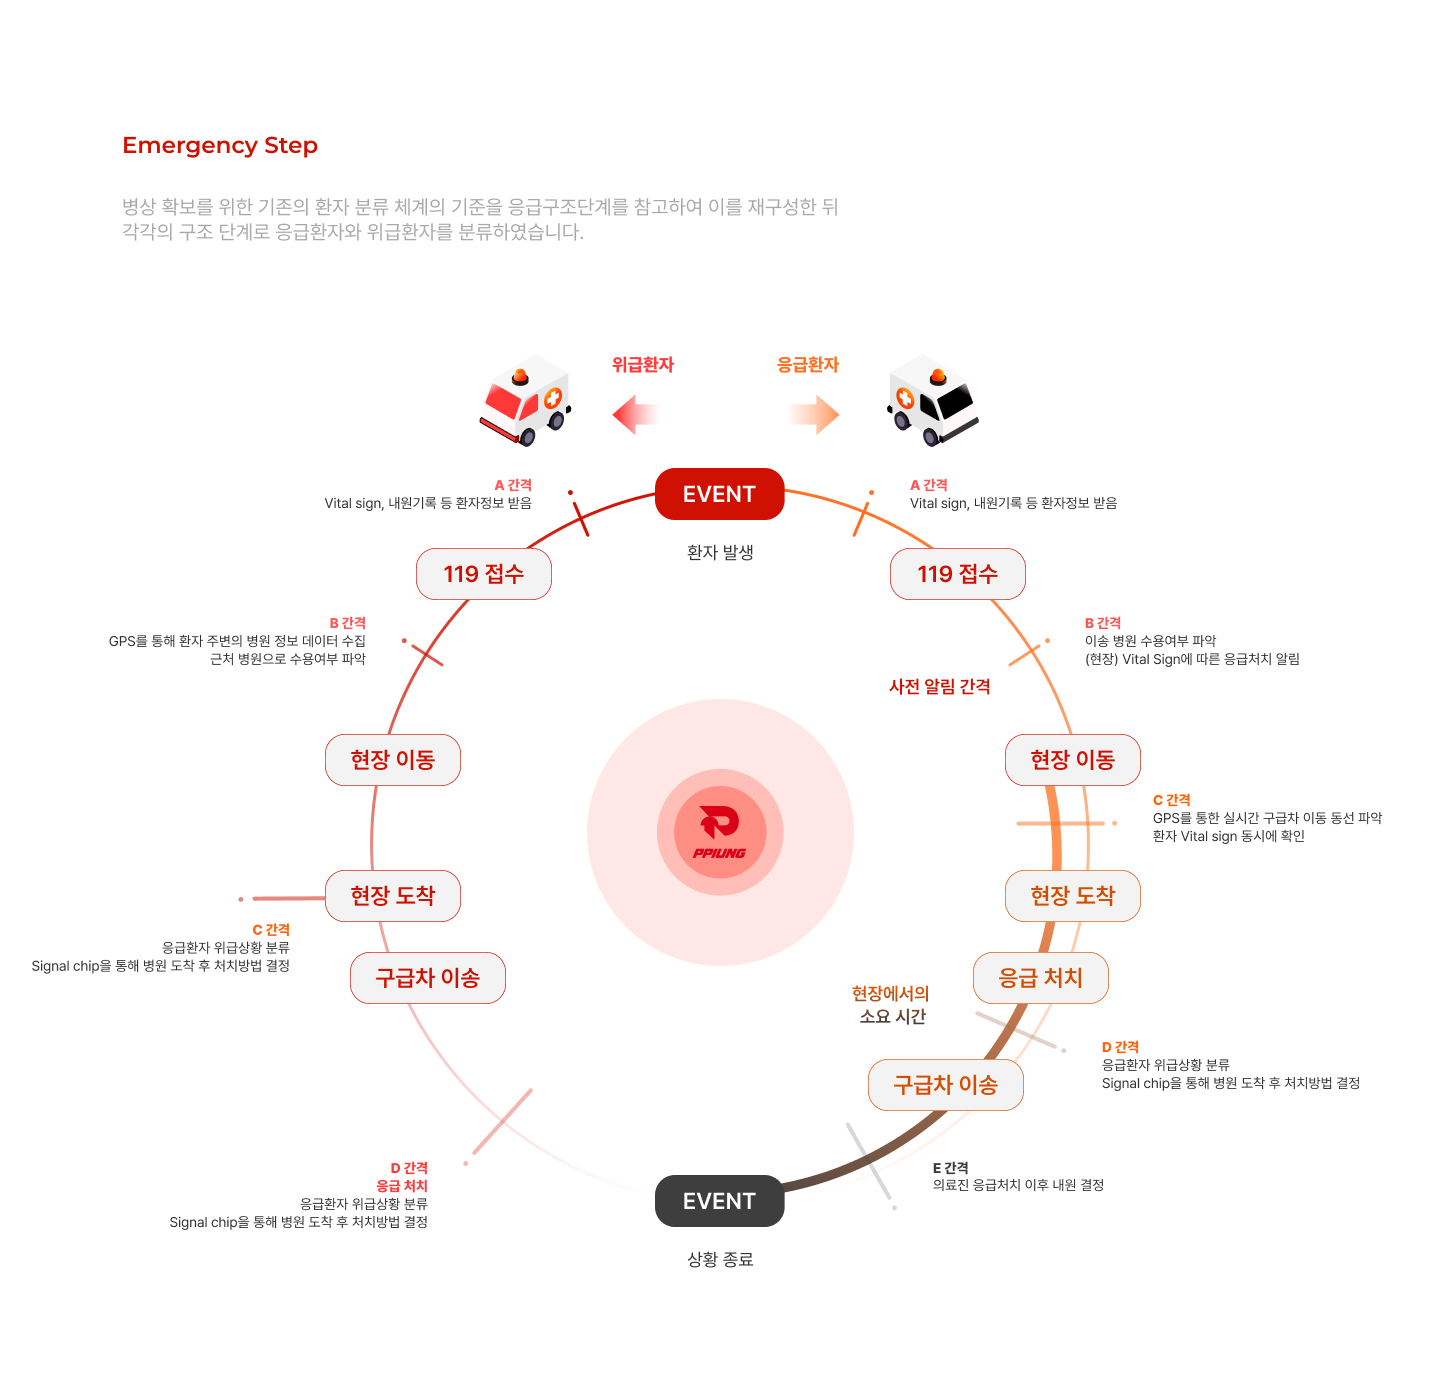 Emergency Step
병상 확보를 위한 기존의 환자 분류 체계의 기준을 응급구조단계를 참고하여 이를 재구성한 뒤
각각의 구조 단계로 응급환자와 위급환자를 분류하였습니다.
위급환자
응급환자
EVENT
환자 발생
A 간격
Vital sign, 내원기록 등 환자정보 받음
119 접수
B 간격
GPS를 통해 환자 주변의 병원 정보 데이터 수집
근처 병원으로 수용여부 파악
현장 이동
현장 도착
C 간격
응급환자 위급상황 분류
Signal chip을 통해 병원 도착 후 처치방법 결정
구급차 이송
D 간격
응급 처치
응급환자 위급상황 분류
Signal chip을 통해 병원 도착 후 처치방법 결정
A 간격
Vital sign, 내원기록 등 환자정보 받음
119 접수
B 간격
이송 병원 수용여부 파악
(현장) Vital Sign에 따른 응급처치 알림
사전 알림 간격
현장 이동
C 간격
GPS를 통한 실시간 구급차 이동 동선 파악
환자 Vital sign 동시에 확인
현장 도착
응급 처치
현장에서의
소요 시간
D 간격
응급환자 위급상황 분류
Signal chip을 통해 병원 도착 후 처치방법 결정
구급차 이송
E 간격
의료진 응급처치 이후 내원 결정
EVENT
상황 종료
PPIUNG